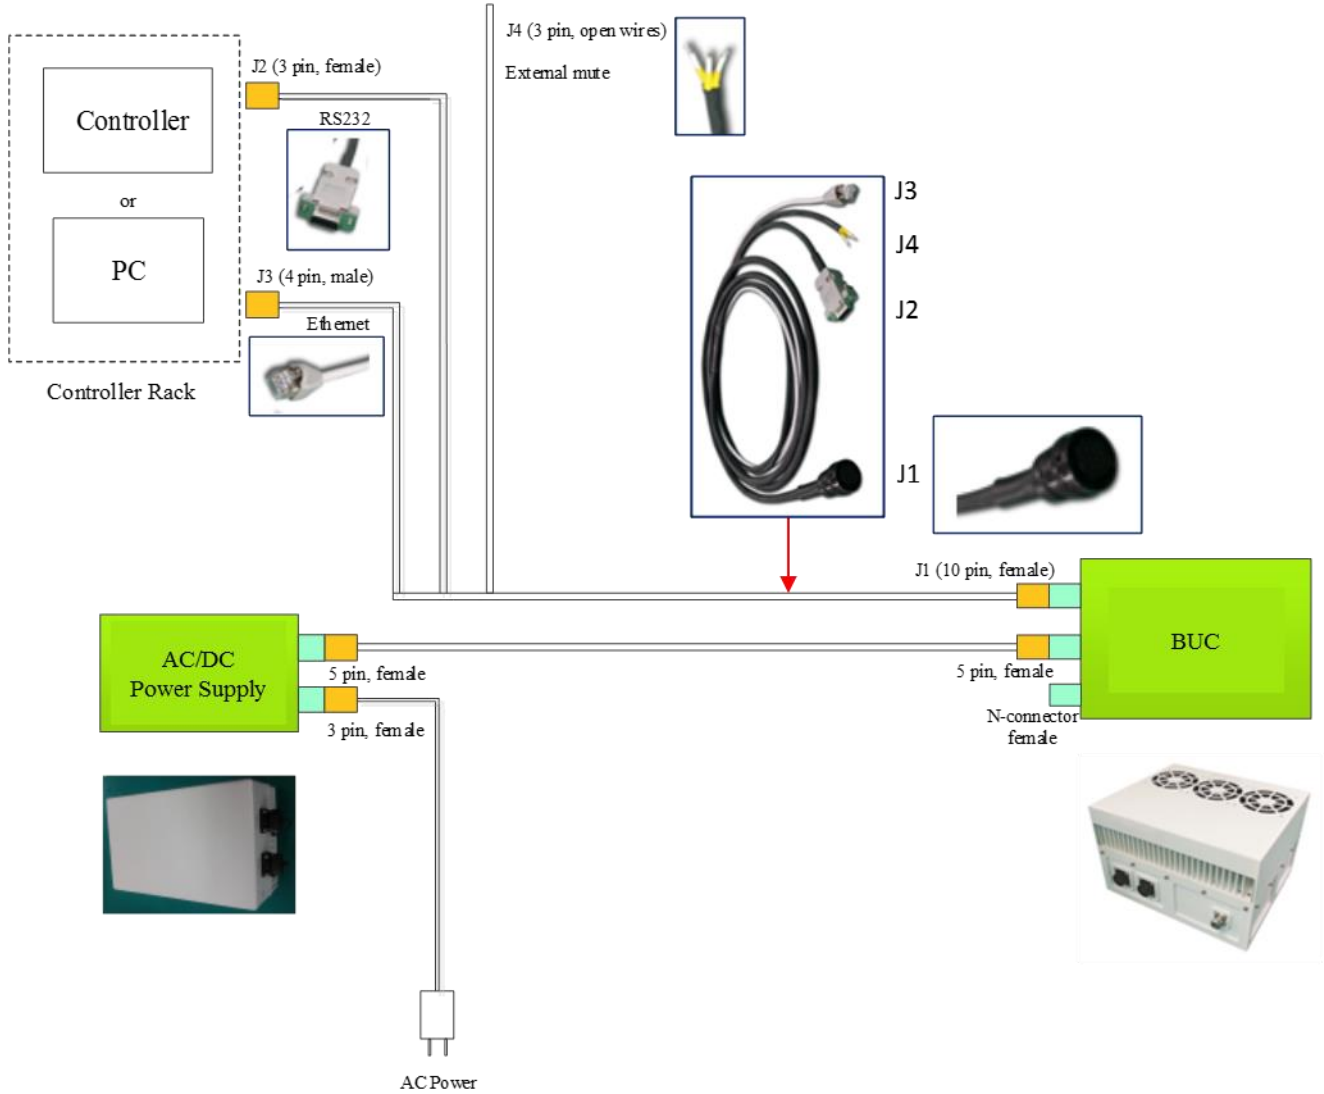 J4 (3 pin, open wires)
External mute
J2 (3 pin, female)
RS232
Controller
or
PC
J3 (4 pin, male)
Ethernet
Controller Rack
J3
J4
J2
J1
J1 (10 pin, female)
BUC
AC/DC
Power Supply
5 pin, female
5 pin, female
3 pin, female
N-connector
female
AC Power